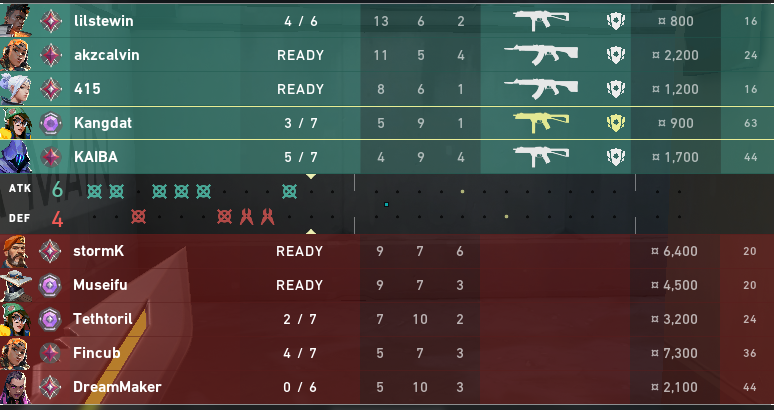 lilstewin 4 / 6 13 6 2 ¤ 800 16
akzcalvin READY 11 5 4 ¤ 2,200 24
415 READY 8 6 1 ¤ 1,200 16
Kangdat 3 / 7 5 9 1 ¤ 900 63
KAIBA 5 / 7 4 9 4 ¤ 1,700 44
ATK 6
DEF 4
stormK READY 9 7 6 ¤ 6,400 20
Museifu READY 9 7 3 ¤ 4,500 20
Tethtoril 2 / 7 7 10 2 ¤ 3,200 24
Fincub 4 / 7 5 7 3 ¤ 7,300 36
DreamMaker 0 / 6 5 10 3 ¤ 2,100 44